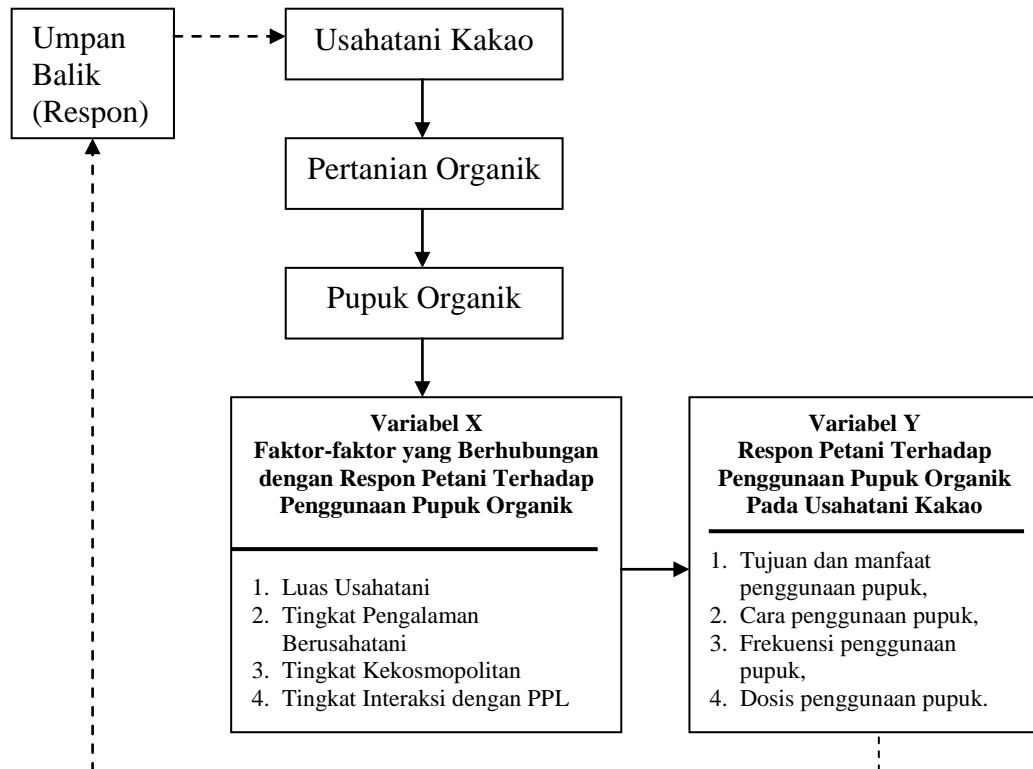 Umpan
Balik
(Respon)
Usahatani Kakao
Pertanian Organik
Pupuk Organik
Variabel X
Faktor-faktor yang Berhubungan
dengan Respon Petani Terhadap
Penggunaan Pupuk Organik
1. Luas Usahatani
2. Tingkat Pengalaman
Berusahatani
3. Tingkat Kekosmopolitan
4. Tingkat Interaksi dengan PPL
Variabel Y
Respon Petani Terhadap
Penggunaan Pupuk Organik
Pada Usahatani Kakao
1. Tujuan dan manfaat
penggunaan pupuk,
2. Cara penggunaan pupuk,
3. Frekuensi penggunaan
pupuk,
4. Dosis penggunaan pupuk.